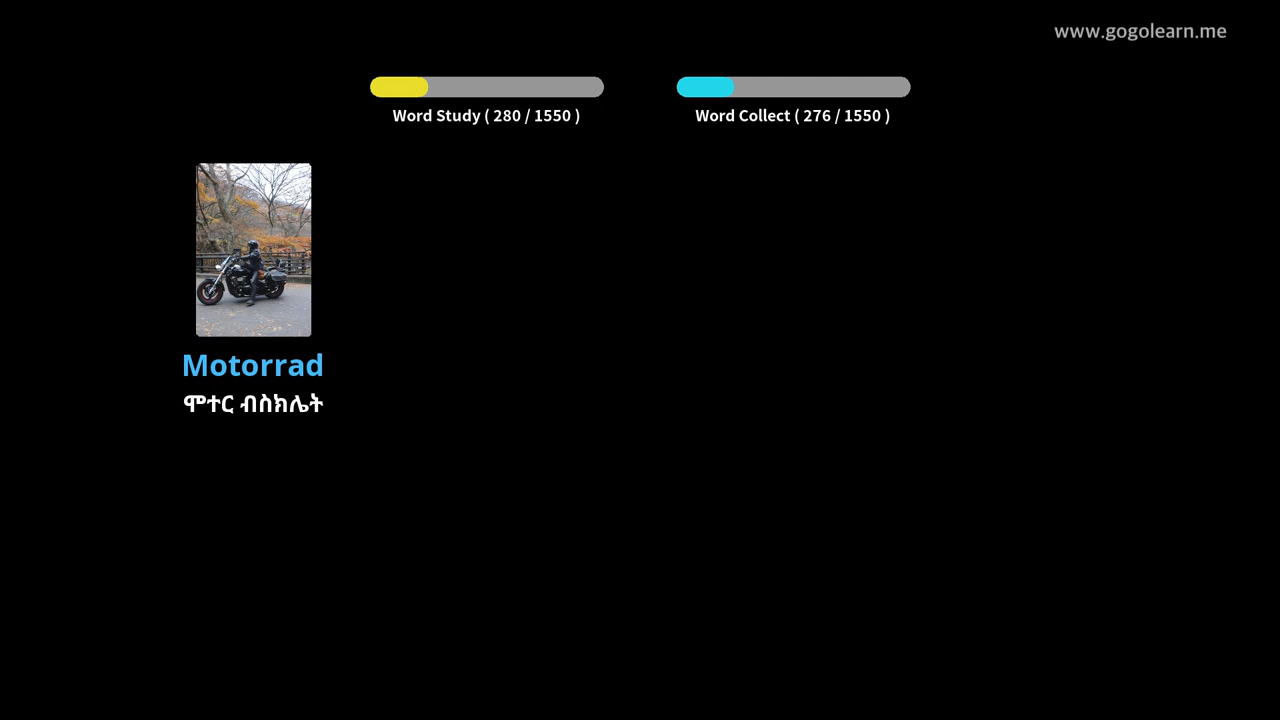 www.gogolearn.me
Word Study ( 280 / 1550 )
Word Collect ( 276 / 1550 )
Motorrad
ሞተር ብስክሌት